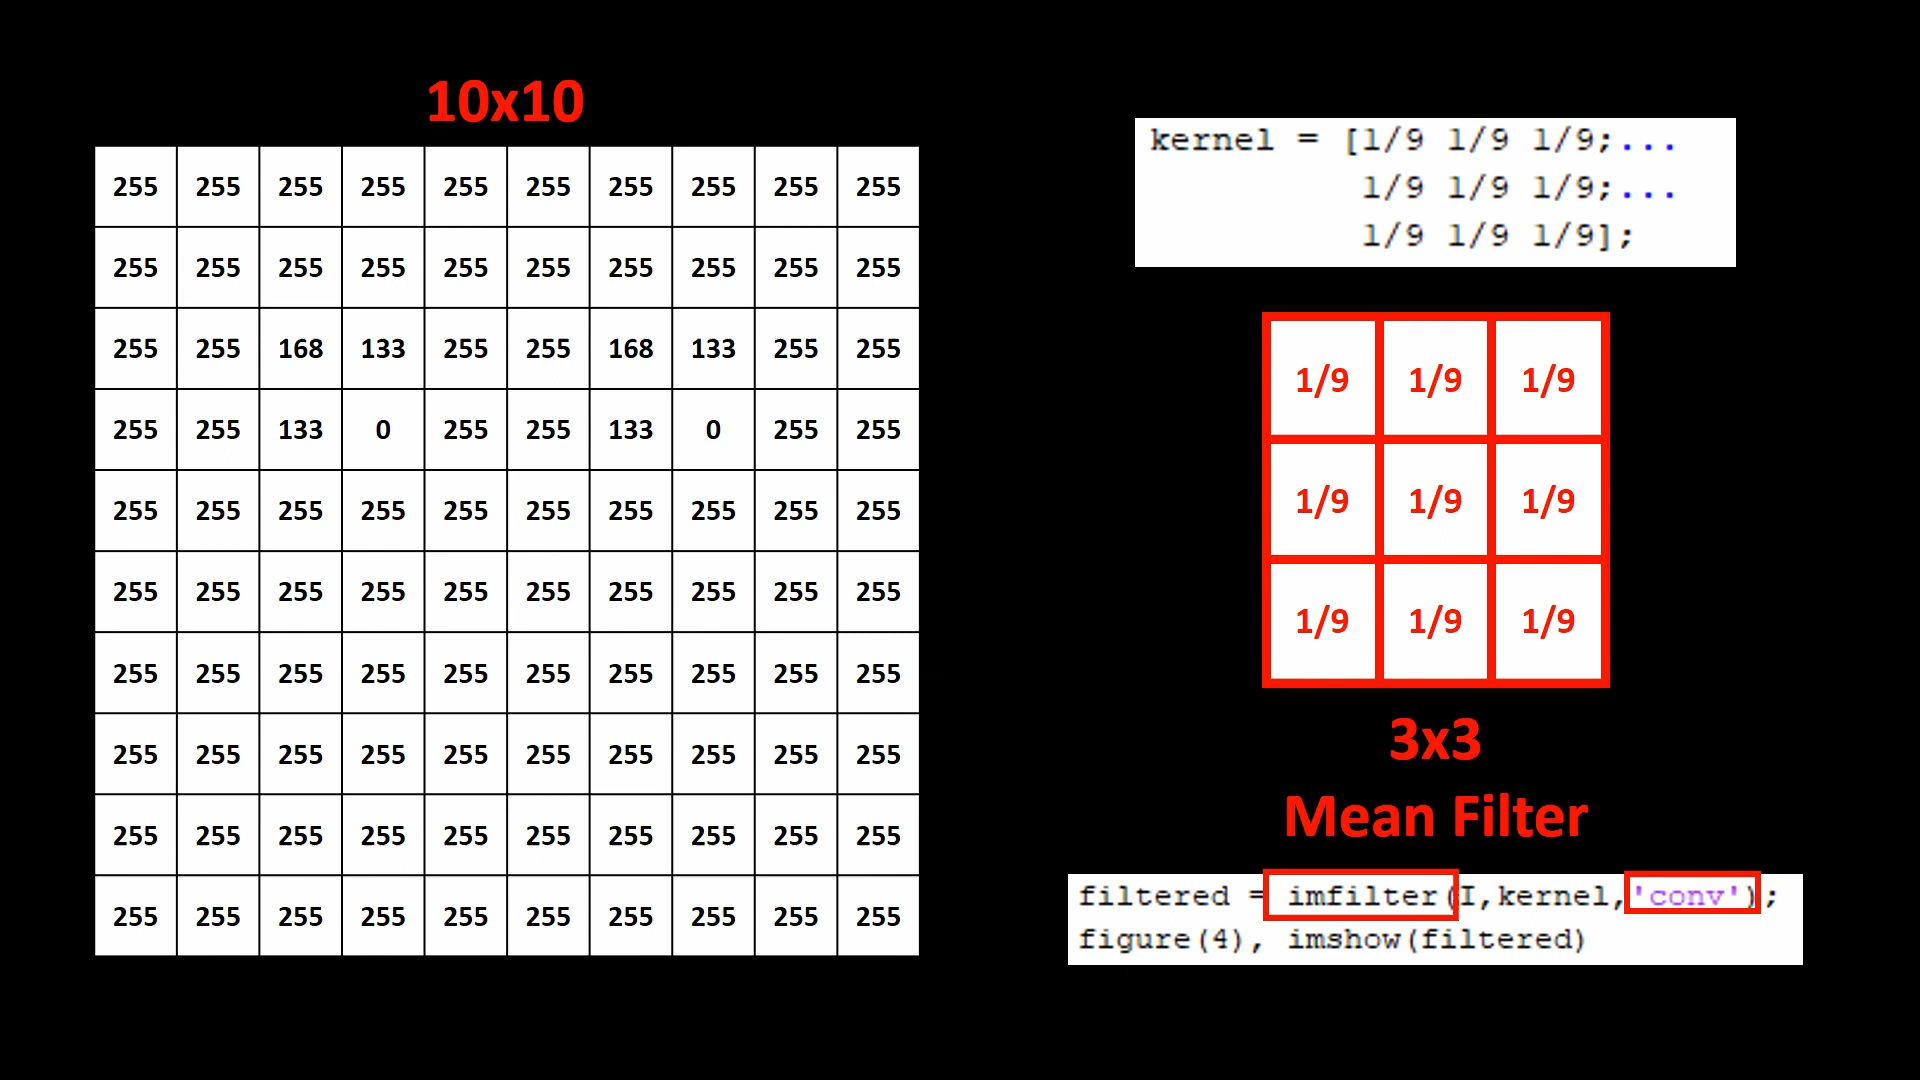 10x10
255 255 255 255 255 255 255 255 255 255
255 255 255 255 255 255 255 255 255 255
255 255 168 133 255 255 168 133 255 255
255 255 133 0 255 255 133 0 255 255
255 255 255 255 255 255 255 255 255 255
255 255 255 255 255 255 255 255 255 255
255 255 255 255 255 255 255 255 255 255
255 255 255 255 255 255 255 255 255 255
255 255 255 255 255 255 255 255 255 255
255 255 255 255 255 255 255 255 255 255
kernel = [1/9 1/9 1/9;...
1/9 1/9 1/9;...
1/9 1/9 1/9];
1/9 1/9 1/9
1/9 1/9 1/9
1/9 1/9 1/9
3x3
Mean Filter
filtered = imfilter(I,kernel,'conv');
figure(4), imshow(filtered)